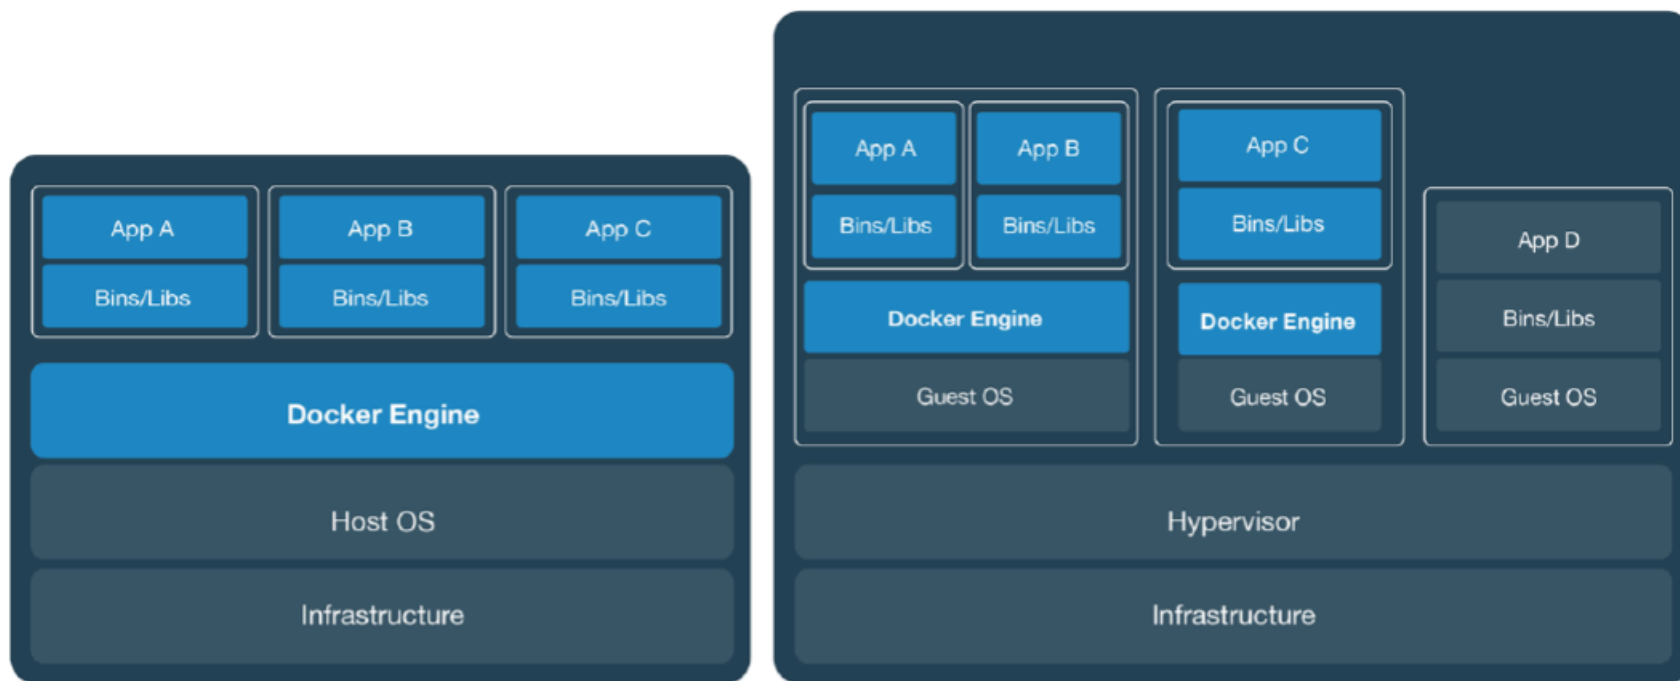 App A
Bins/Libs
App B
Bins/Libs
App C
Bins/Libs
Docker Engine
Host OS
Infrastructure
App A
Bins/Libs
App B
Bins/Libs
Docker Engine
Guest OS
App C
Bins/Libs
Docker Engine
Guest OS
App D
Bins/Libs
Guest OS
Hypervisor
Infrastructure